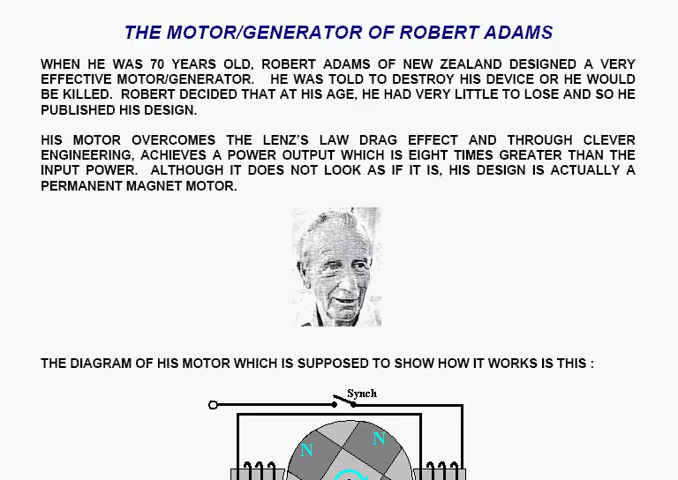 THE MOTOR/GENERATOR OF ROBERT ADAMS
WHEN HE WAS 70 YEARS OLD, ROBERT ADAMS OF NEW ZEALAND DESIGNED A VERY
EFFECTIVE MOTOR/GENERATOR. HE WAS TOLD TO DESTROY HIS DEVICE OR HE WOULD
BE KILLED. ROBERT DECIDED THAT AT HIS AGE, HE HAD VERY LITTLE TO LOSE AND SO HE
PUBLISHED HIS DESIGN.
HIS MOTOR OVERCOMES THE LENZ'S LAW DRAG EFFECT AND THROUGH CLEVER
ENGINEERING, ACHIEVES A POWER OUTPUT WHICH IS EIGHT TIMES GREATER THAN THE
INPUT POWER. ALTHOUGH IT DOES NOT LOOK AS IF IT IS, HIS DESIGN IS ACTUALLY A
PERMANENT MAGNET MOTOR.
THE DIAGRAM OF HIS MOTOR WHICH IS SUPPOSED TO SHOW HOW IT WORKS IS THIS :
Synch
N
N